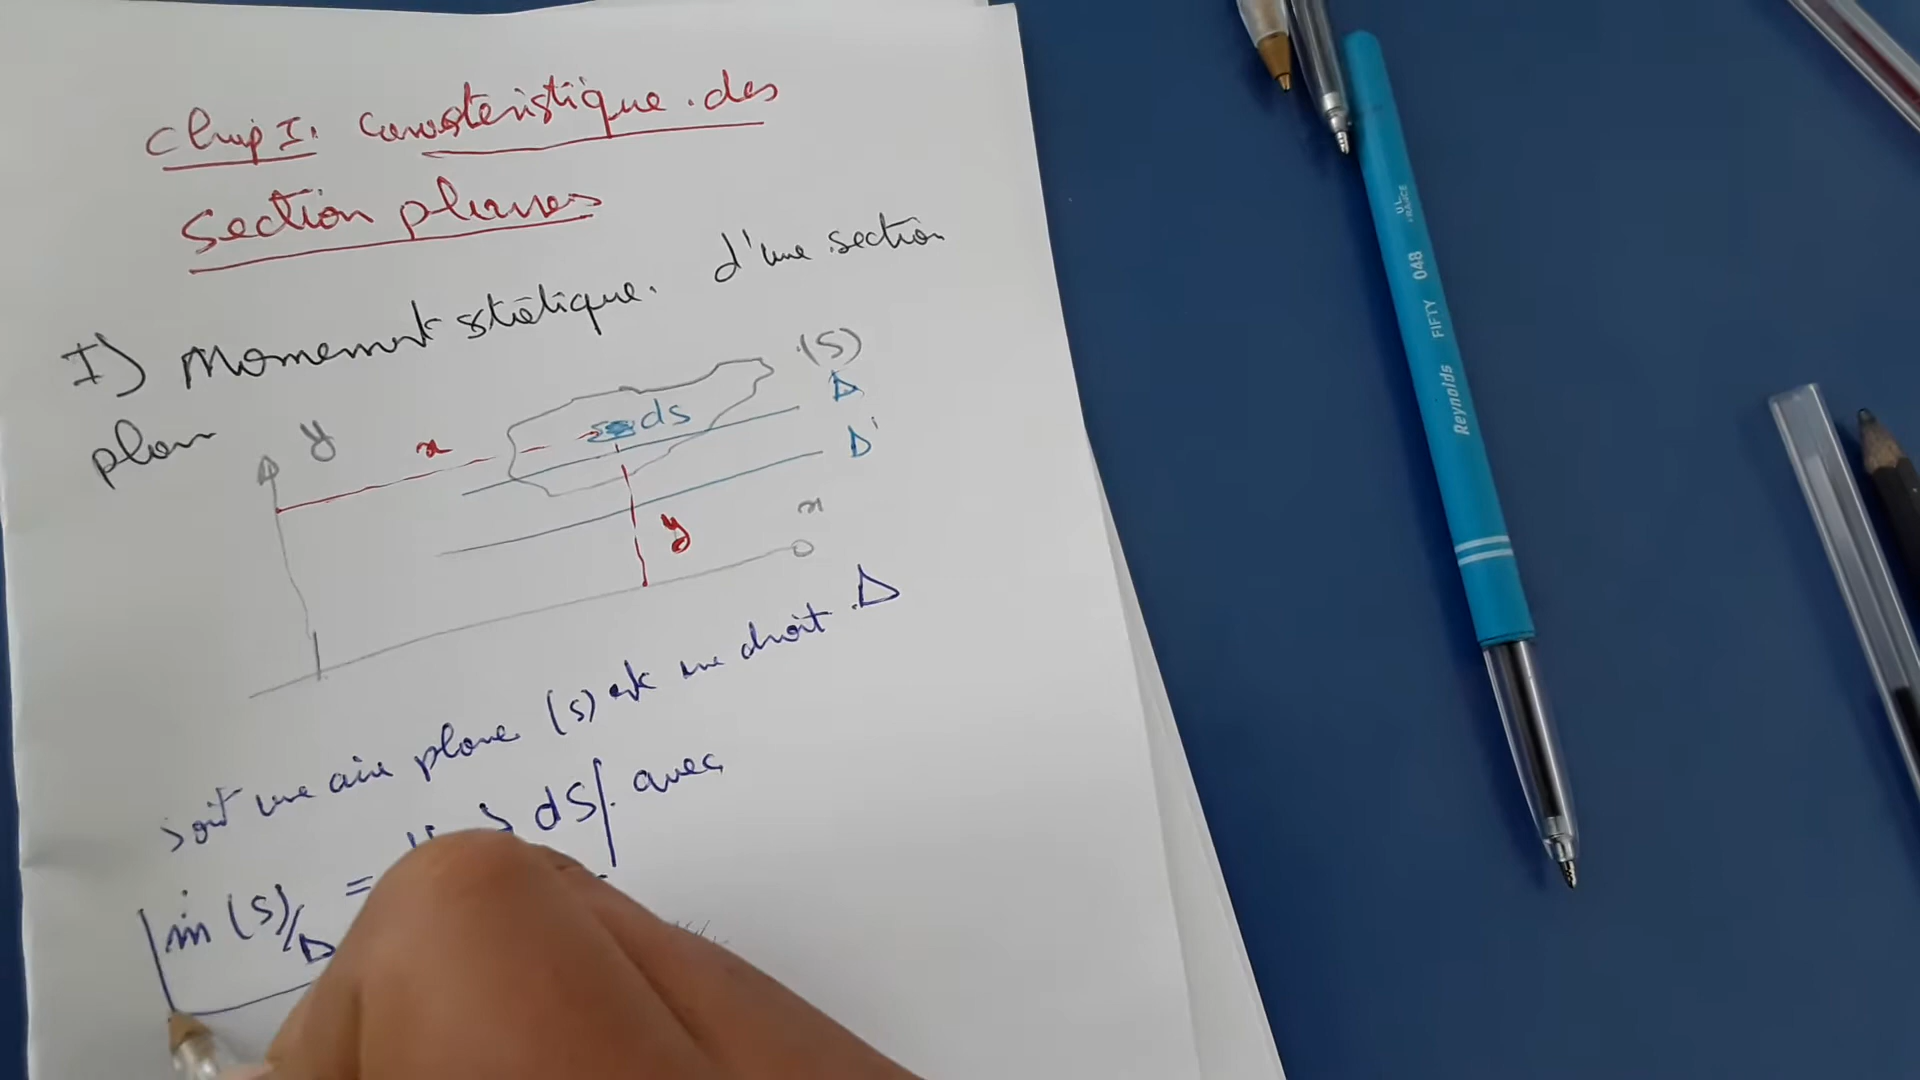 Chap I. Caractéristique des
section planes
I) Moment statique. d'une section
plan
y
x
ds
(S)
Δ
Δ'
y
x
soit une aire plane (s) et une droit Δ
m (S)/Δ = dS avec
Reynolds FIFTY 048